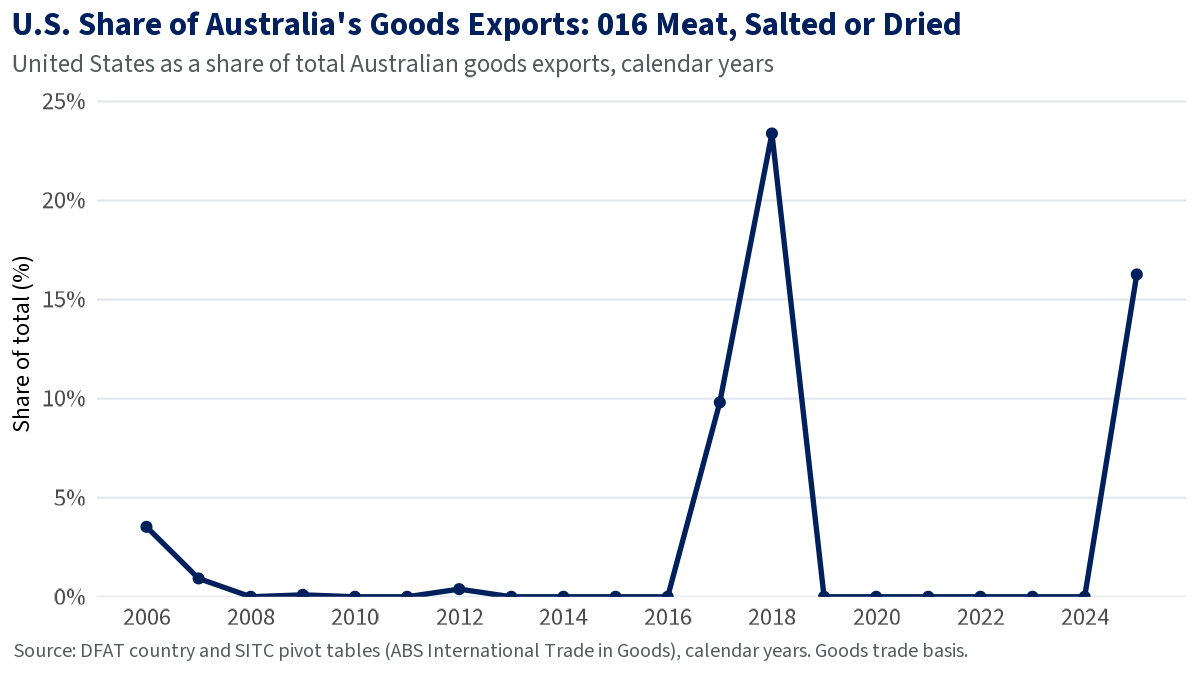 U.S. Share of Australia's Goods Exports: 016 Meat, Salted or Dried
United States as a share of total Australian goods exports, calendar years
Share of total (%)
25%
20%
15%
10%
5%
0%
2006 2008 2010 2012 2014 2016 2018 2020 2022 2024
Source: DFAT country and SITC pivot tables (ABS International Trade in Goods), calendar years. Goods trade basis.